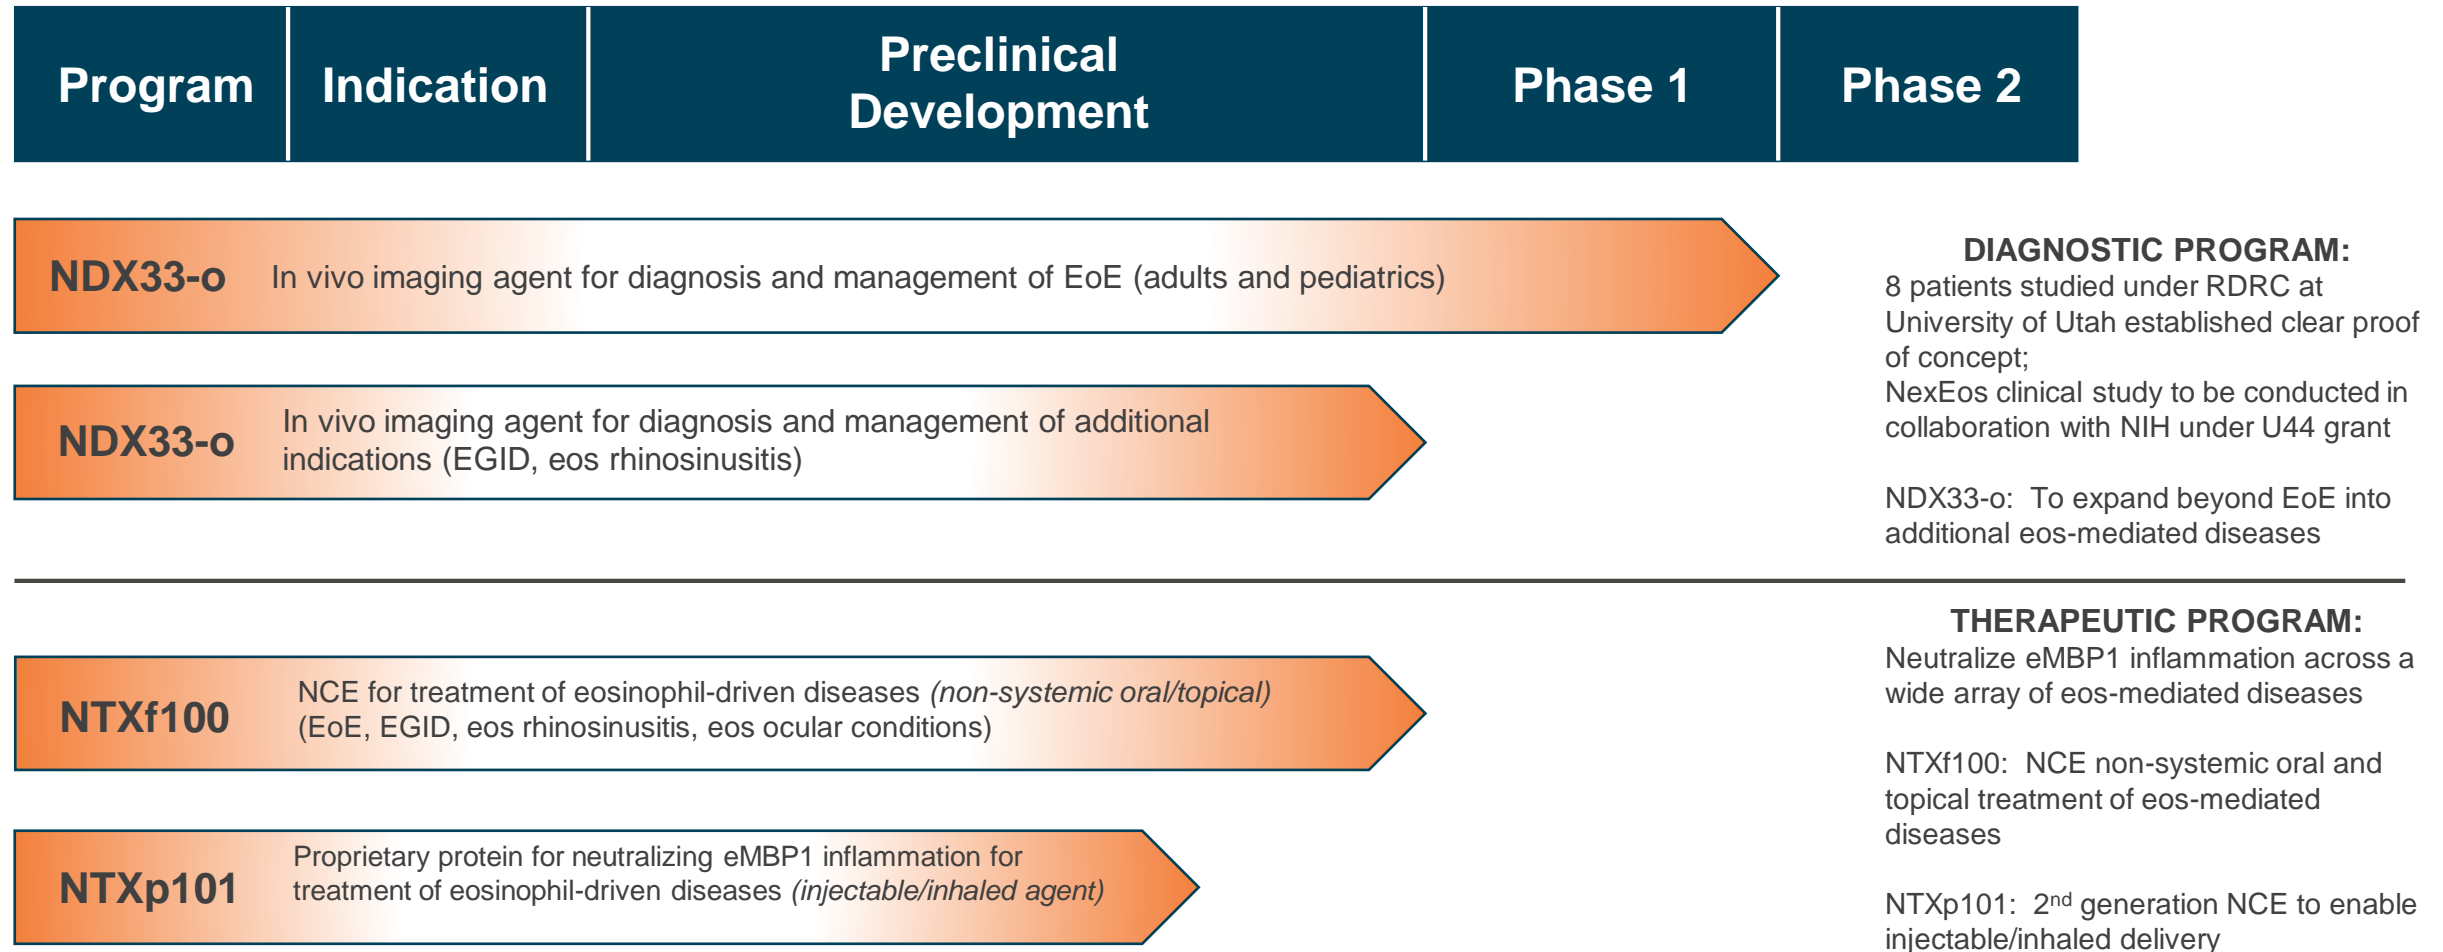 Program
Indication
Preclinical
Development
Phase 1
Phase 2
NDX33-o
In vivo imaging agent for diagnosis and management of EoE (adults and pediatrics)
NDX33-o
In vivo imaging agent for diagnosis and management of additional
indications (EGID, eos rhinosinusitis)
DIAGNOSTIC PROGRAM:
8 patients studied under RDRC at
University of Utah established clear proof
of concept;
NexEos clinical study to be conducted in
collaboration with NIH under U44 grant
NDX33-o: To expand beyond EoE into
additional eos-mediated diseases
NTXf100
NCE for treatment of eosinophil-driven diseases (non-systemic oral/topical)
(EoE, EGID, eos rhinosinusitis, eos ocular conditions)
NTXp101
Proprietary protein for neutralizing eMBP1 inflammation for
treatment of eosinophil-driven diseases (injectable/inhaled agent)
THERAPEUTIC PROGRAM:
Neutralize eMBP1 inflammation across a
wide array of eos-mediated diseases
NTXf100: NCE non-systemic oral and
topical treatment of eos-mediated
diseases
NTXp101: 2nd generation NCE to enable
injectable/inhaled delivery